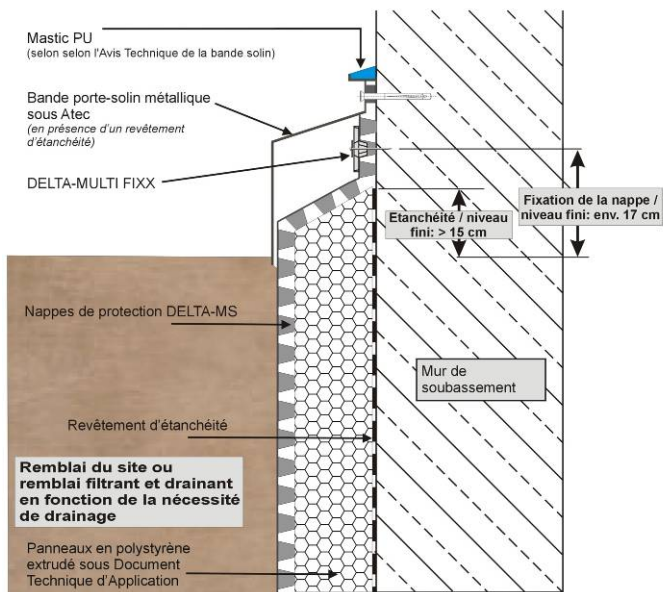 Mastic PU
(selon selon l'Avis Technique de la bande solin)
Bande porte-solin métallique
sous Atec
(en présence d'un revêtement
d'étanchéité)
DELTA-MULTI FIXX
Etanchéité / niveau
fini: > 15 cm
Fixation de la nappe /
niveau fini: env. 17 cm
Nappes de protection DELTA-MS
Mur de
soubassement
Revêtement d'étanchéité
Remblai du site ou
remblai filtrant et drainant
en fonction de la nécessité
de drainage
Panneaux en polystyrène
extrudé sous Document
Technique d'Application